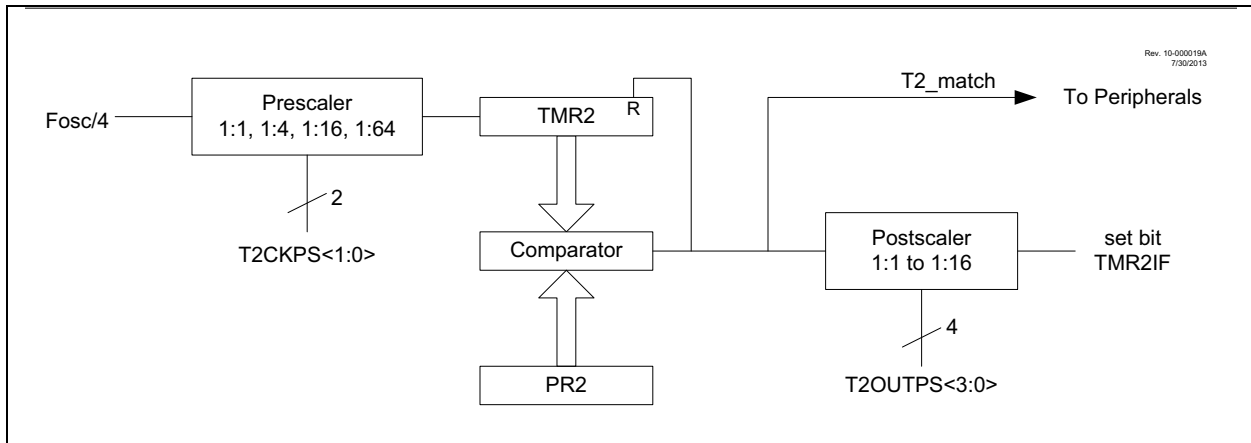 Rev. 10-000019A
7/30/2013
T2_match
To Peripherals
Fosc/4
Prescaler
1:1, 1:4, 1:16, 1:64
TMR2
R
2
T2CKPS<1:0>
Comparator
Postscaler
1:1 to 1:16
set bit
TMR2IF
4
PR2
T2OUTPS<3:0>